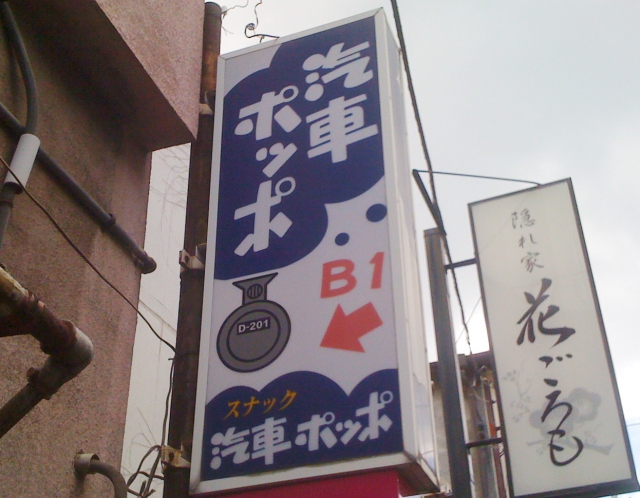 汽車
ポッポ
B1
D-201
スナック
汽車ポッポ
隠れ家
花ごろも